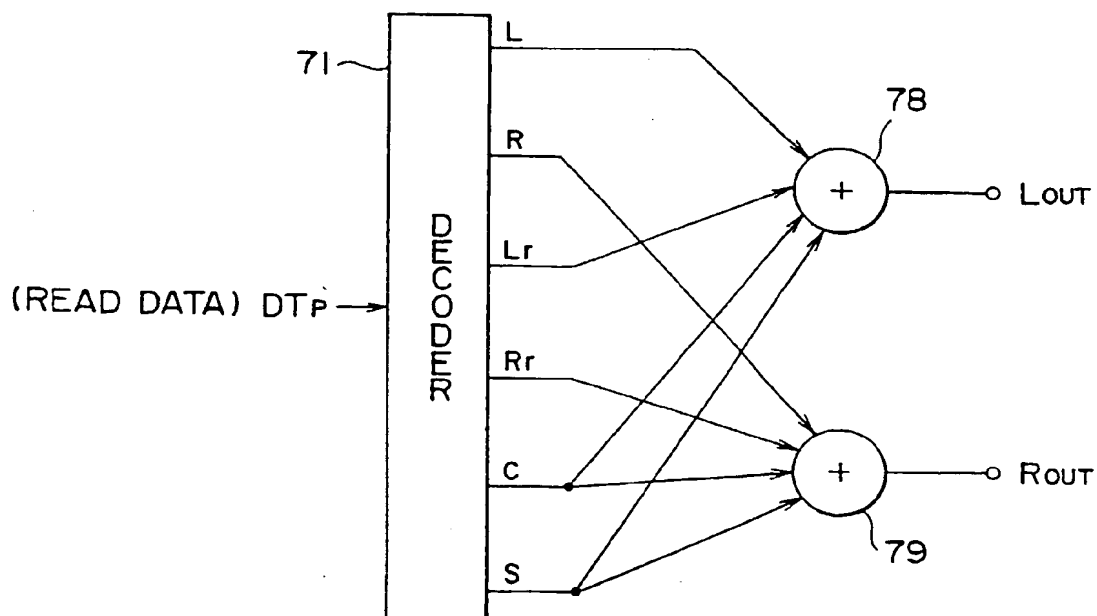 71
L
R
Lr
Rr
C
S
DECODER
(READ DATA) DTP
78
+
LOUT
+
ROUT
79